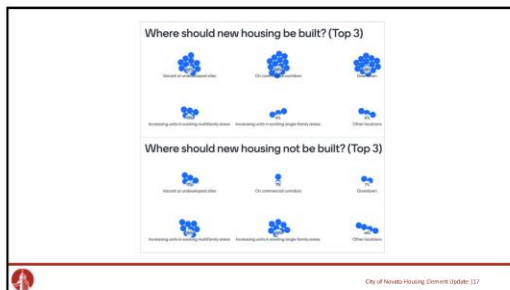 Where should new housing be built? (Top 3)
Vacant or undeveloped sites
On commercial corridors
Downtown
Increasing units in existing multifamily areas
Increasing units in existing single-family areas
Other locations
Where should new housing not be built? (Top 3)
Vacant or undeveloped sites
On commercial corridors
Downtown
Increasing units in existing multifamily areas
Increasing units in existing single-family areas
Other locations
City of Novato Housing Element Update |17